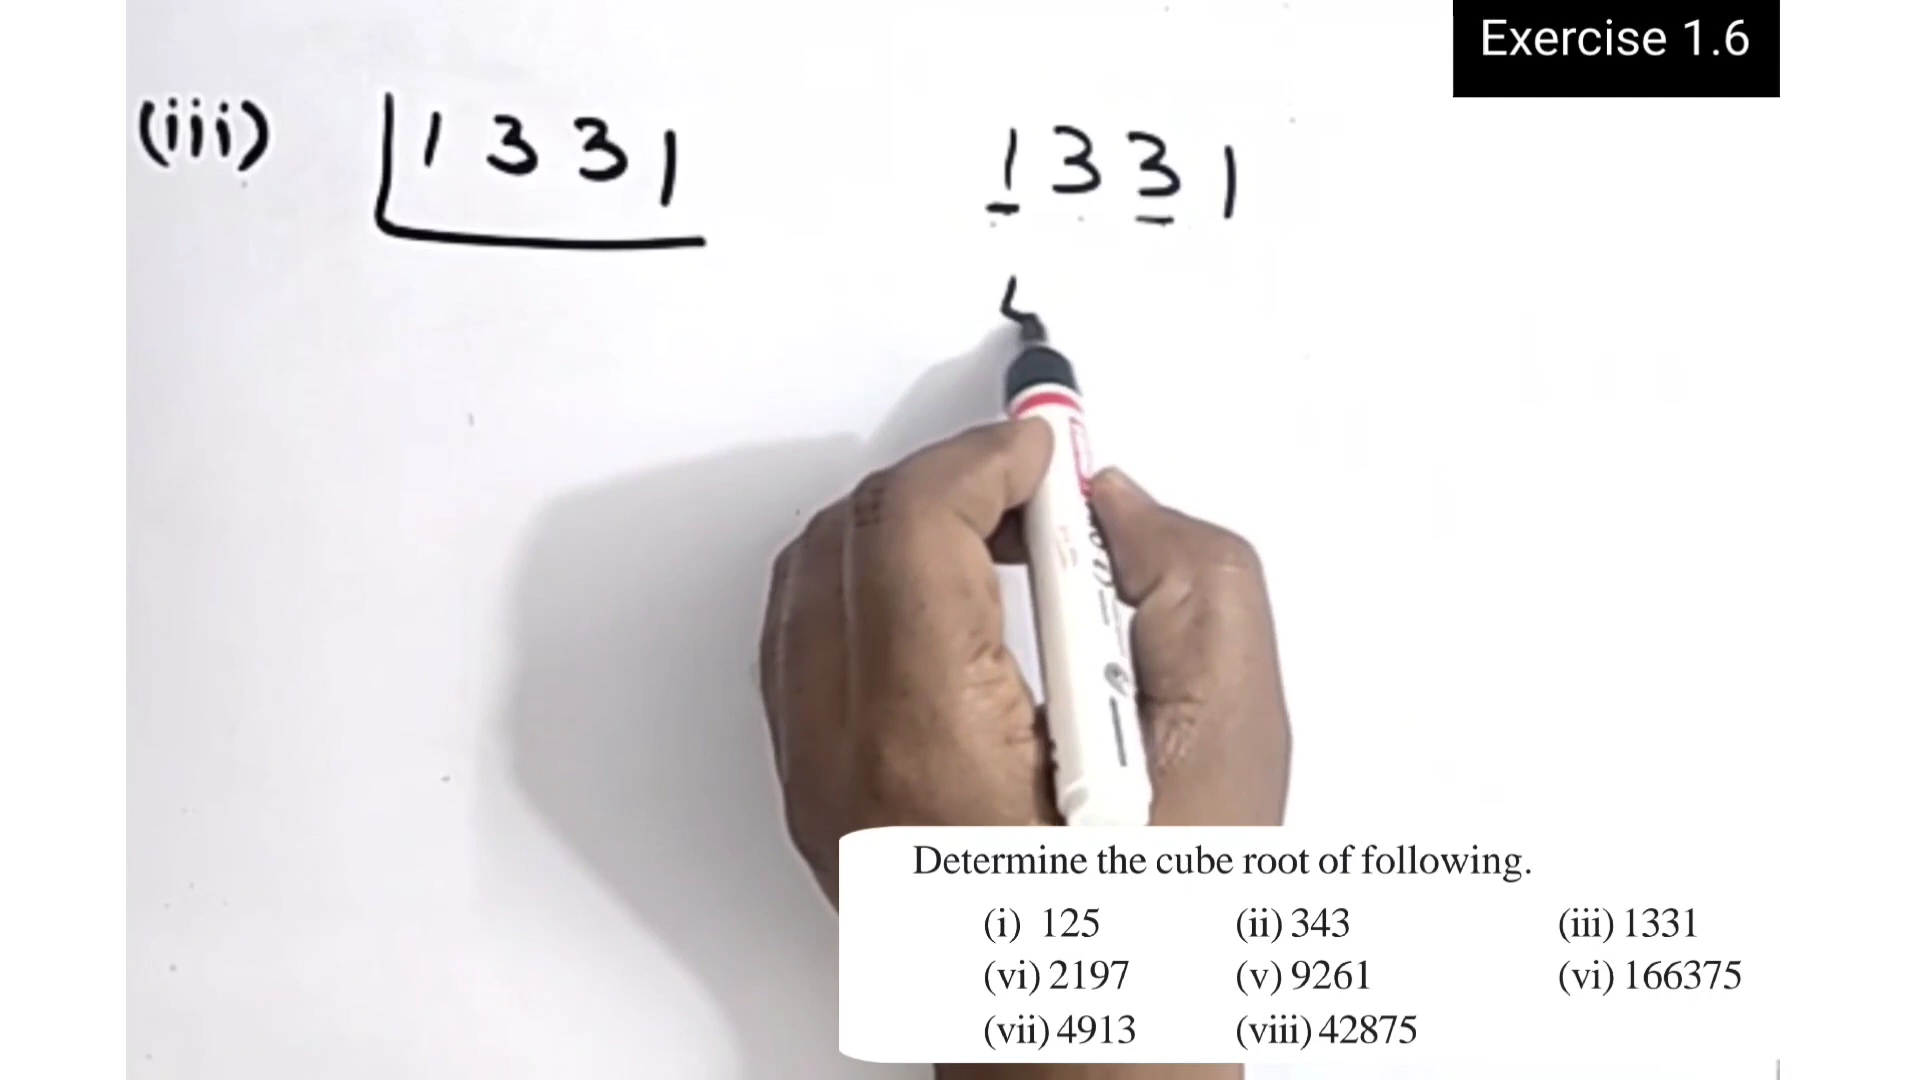 Exercise 1.6
(iii) 1331 1331
Determine the cube root of following.
(i) 125 (ii) 343 (iii) 1331
(vi) 2197 (v) 9261 (vi) 166375
(vii) 4913 (viii) 42875